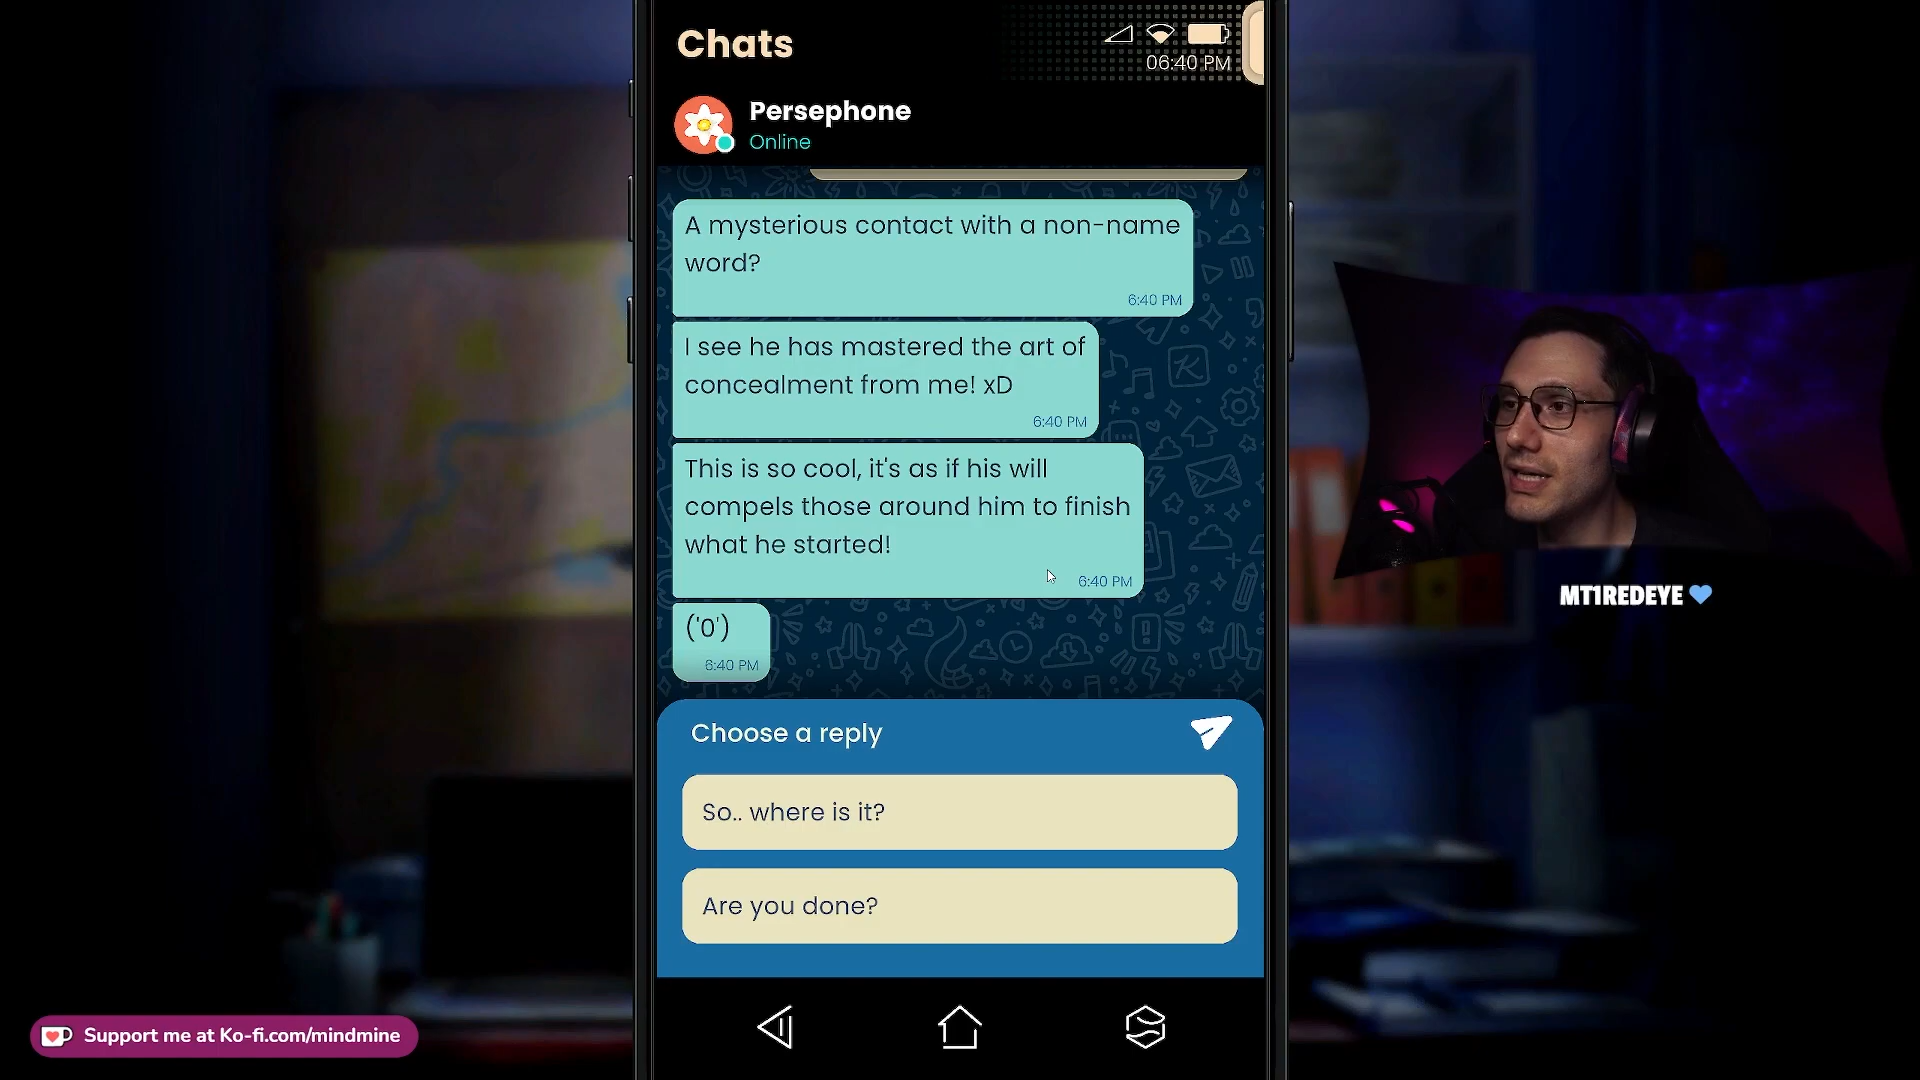 Chats
06:40 PM
Persephone
Online
A mysterious contact with a non-name
word?
6:40 PM
I see he has mastered the art of
concealment from me! xD
6:40 PM
This is so cool, it's as if his will
compels those around him to finish
what he started!
6:40 PM
('0')
6:40 PM
Choose a reply
So.. where is it?
Are you done?
MT1REDEYE
Support me at Ko-fi.com/mindmine